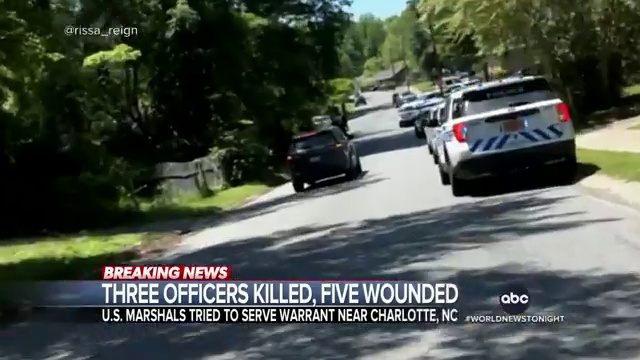 @rissa_reign
BREAKING NEWS
THREE OFFICERS KILLED, FIVE WOUNDED
abc
U.S. MARSHALS TRIED TO SERVE WARRANT NEAR CHARLOTTE, NC
#WORLDNEWSTONIGHT